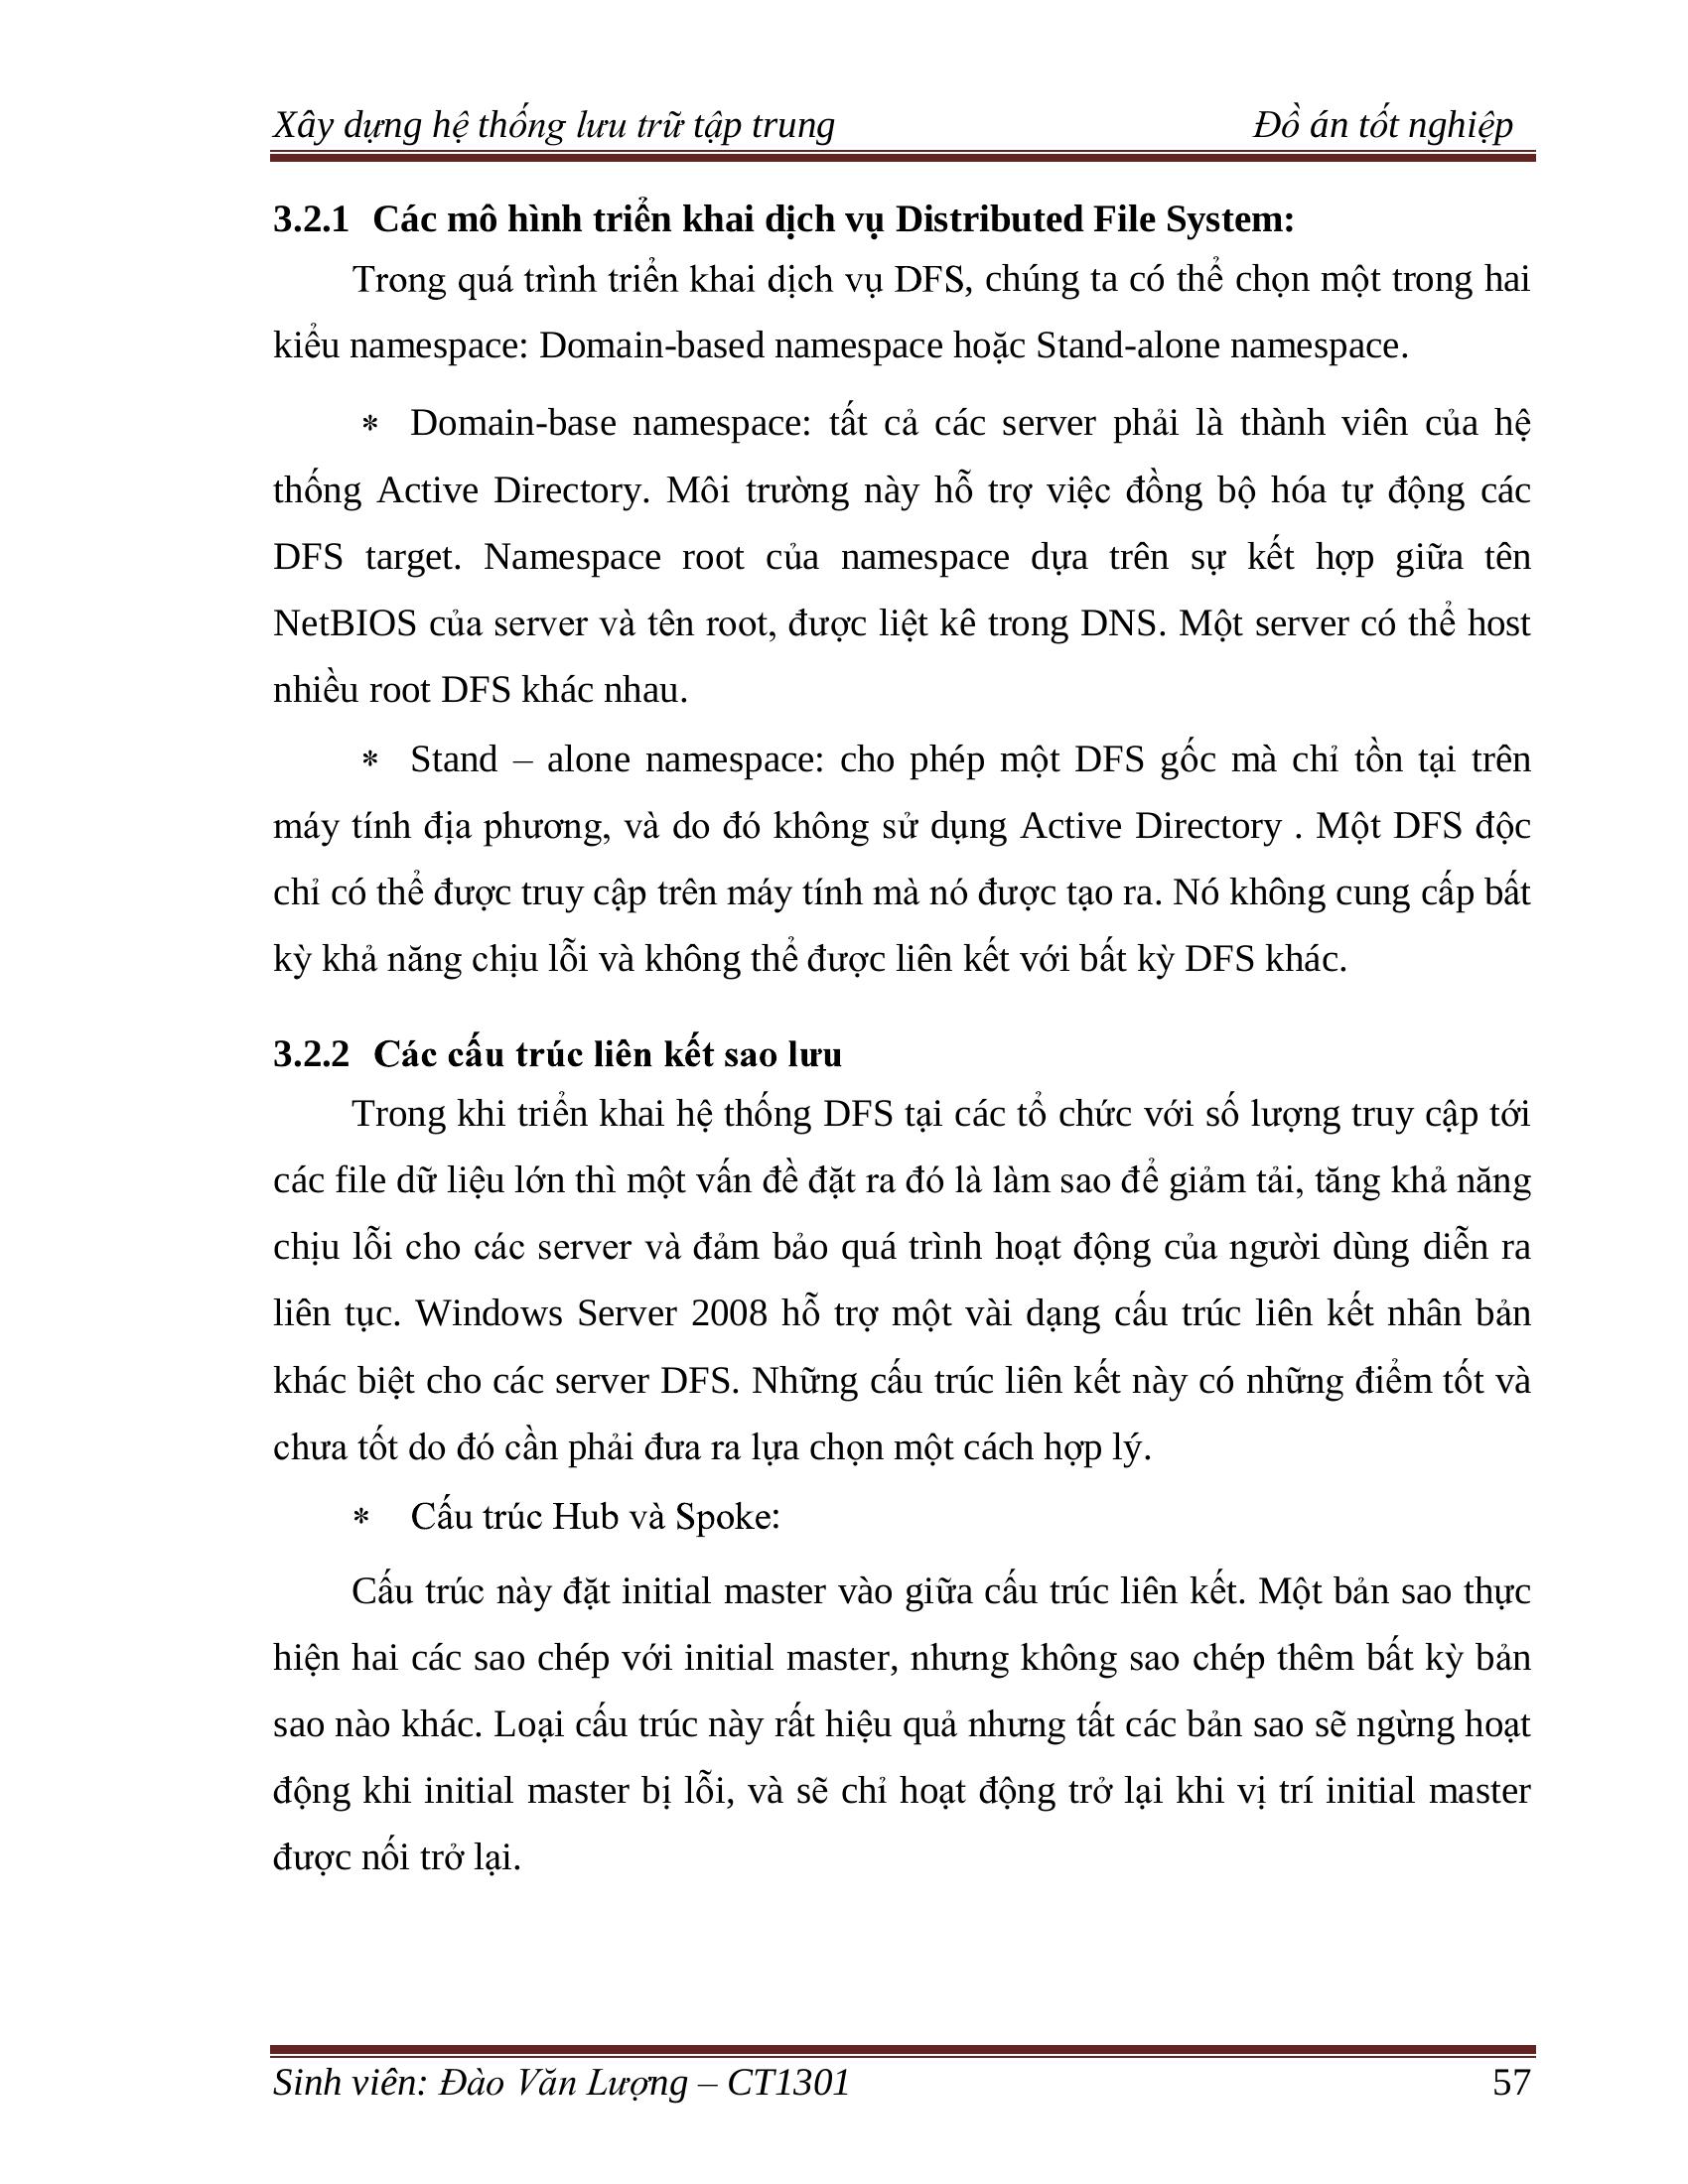 Xây dựng hệ thống lưu trữ tập trung Đồ án tốt nghiệp
3.2.1 Các mô hình triển khai dịch vụ Distributed File System:
Trong quá trình triển khai dịch vụ DFS, chúng ta có thể chọn một trong hai
kiểu namespace: Domain-based namespace hoặc Stand-alone namespace.
* Domain-base namespace: tất cả các server phải là thành viên của hệ
thống Active Directory. Môi trường này hỗ trợ việc đồng bộ hóa tự động các
DFS target. Namespace root của namespace dựa trên sự kết hợp giữa tên
NetBIOS của server và tên root, được liệt kê trong DNS. Một server có thể host
nhiều root DFS khác nhau.
* Stand – alone namespace: cho phép một DFS gốc mà chỉ tồn tại trên
máy tính địa phương, và do đó không sử dụng Active Directory . Một DFS độc
chỉ có thể được truy cập trên máy tính mà nó được tạo ra. Nó không cung cấp bất
kỳ khả năng chịu lỗi và không thể được liên kết với bất kỳ DFS khác.
3.2.2 Các cấu trúc liên kết sao lưu
Trong khi triển khai hệ thống DFS tại các tổ chức với số lượng truy cập tới
các file dữ liệu lớn thì một vấn đề đặt ra đó là làm sao để giảm tải, tăng khả năng
chịu lỗi cho các server và đảm bảo quá trình hoạt động của người dùng diễn ra
liên tục. Windows Server 2008 hỗ trợ một vài dạng cấu trúc liên kết nhân bản
khác biệt cho các server DFS. Những cấu trúc liên kết này có những điểm tốt và
chưa tốt do đó cần phải đưa ra lựa chọn một cách hợp lý.
* Cấu trúc Hub và Spoke:
Cấu trúc này đặt initial master vào giữa cấu trúc liên kết. Một bản sao thực
hiện hai các sao chép với initial master, nhưng không sao chép thêm bất kỳ bản
sao nào khác. Loại cấu trúc này rất hiệu quả nhưng tất các bản sao sẽ ngừng hoạt
động khi initial master bị lỗi, và sẽ chỉ hoạt động trở lại khi vị trí initial master
được nối trở lại.
Sinh viên: Đào Văn Lượng – CT1301 57